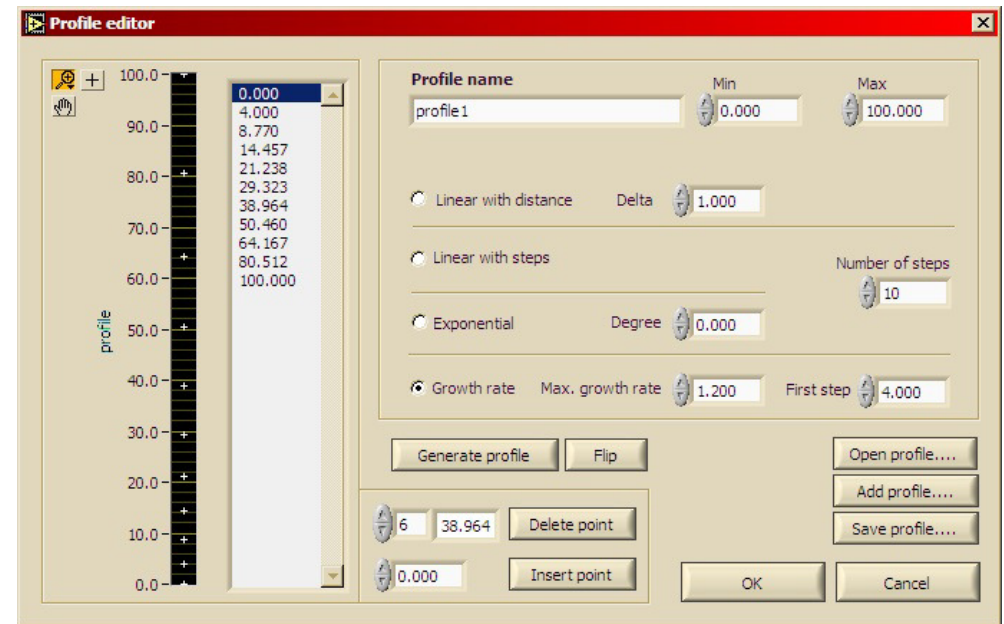 Profile editor
100.0
90.0
80.0
70.0
60.0
50.0
40.0
30.0
20.0
10.0
0.0
profile
0.000
4.000
8.770
14.457
21.238
29.323
38.964
50.460
64.167
80.512
100.000
Profile name
Min
Max
profile1
0.000
100.000
Linear with distance Delta 1.000
Linear with steps
Number of steps
10
Exponential Degree 0.000
Growth rate Max. growth rate 1.200 First step 4.000
Generate profile Flip
Open profile....
Add profile....
Save profile....
6 38.964 Delete point
0.000 Insert point
OK Cancel